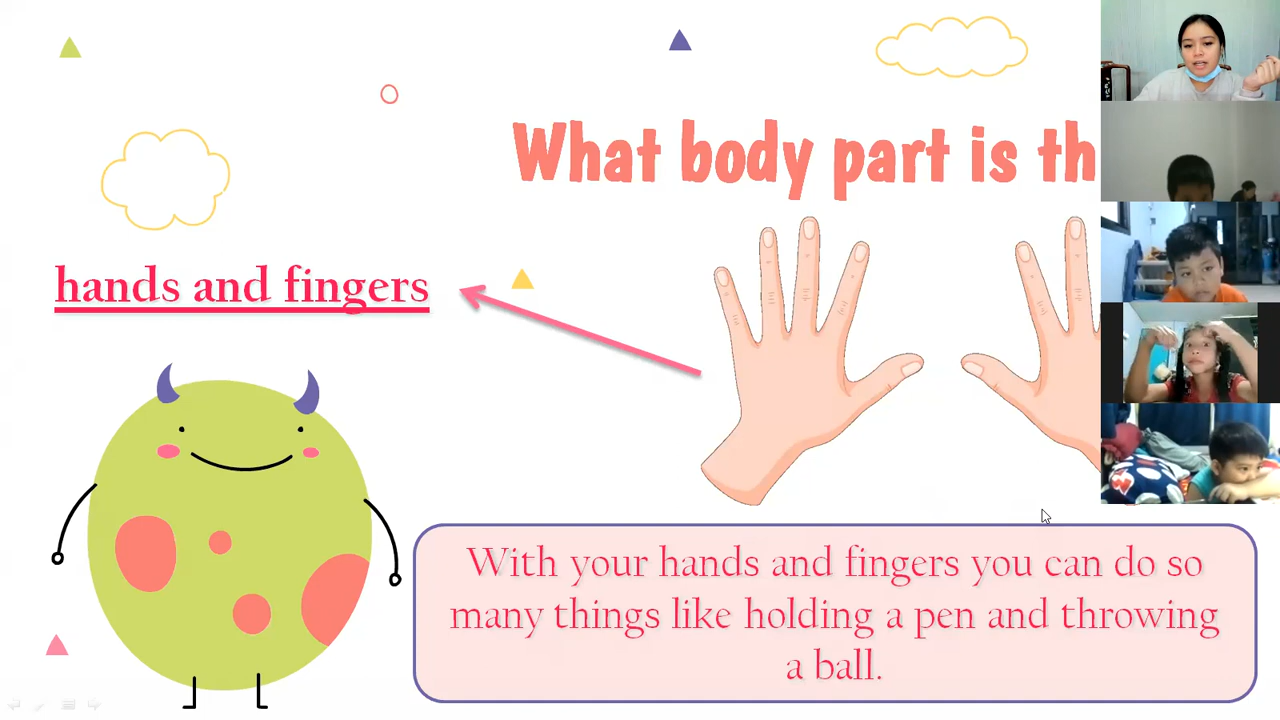 What body part is th
hands and fingers
With your hands and fingers you can do so
many things like holding a pen and throwing
a ball.